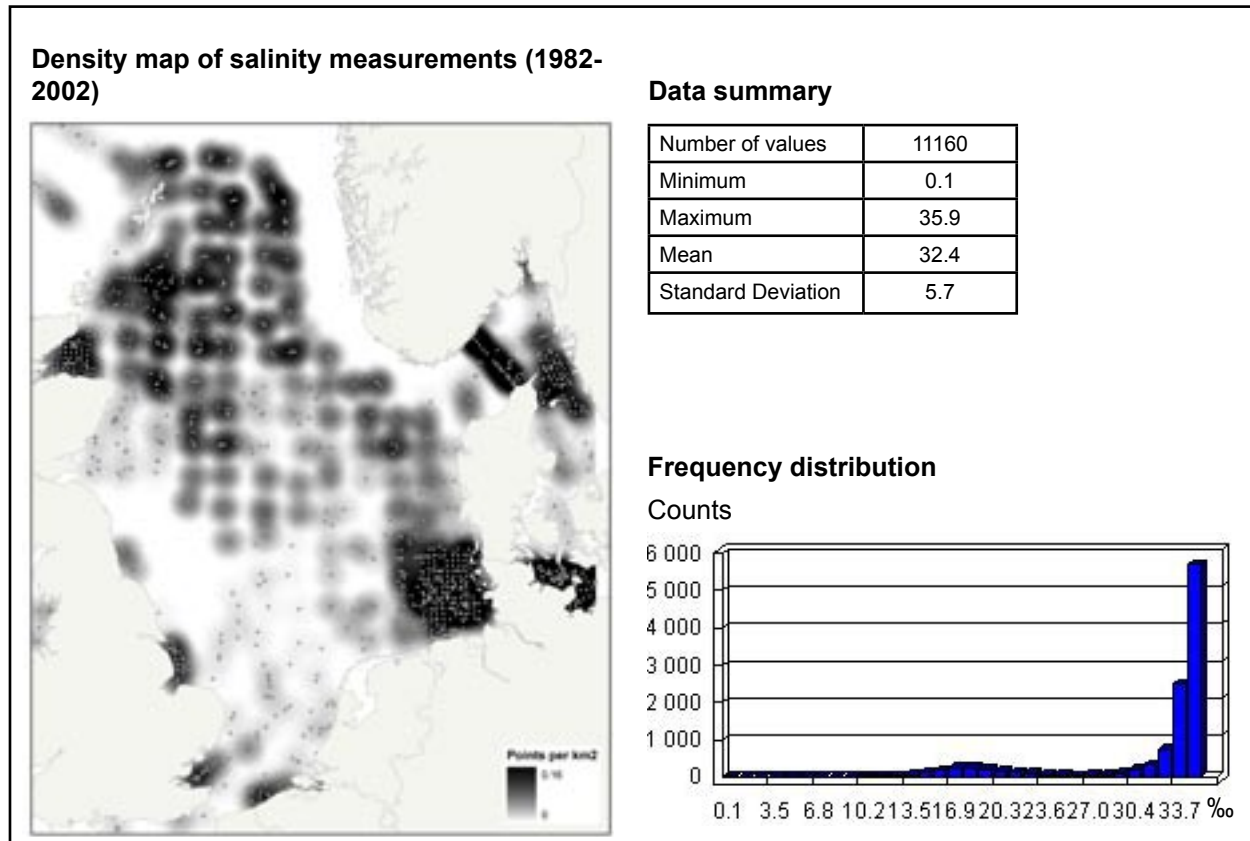 Density map of salinity measurements (1982-
2002)
Points per km2
0.16
0
Data summary
Number of values 11160
Minimum 0.1
Maximum 35.9
Mean 32.4
Standard Deviation 5.7
Frequency distribution
Counts
6 000
5 000
4 000
3 000
2 000
1 000
0
0.1 3.5 6.8 10.2 13.5 16.9 20.3 23.6 27.0 30.4 33.7 ‰